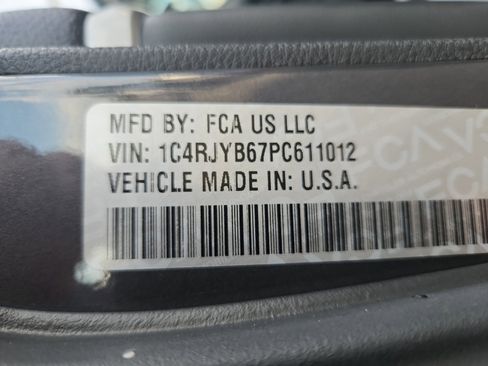 MFD BY: FCA US LLC
VIN: 1C4RJYB67PC611012
VEHICLE MADE IN: U.S.A.